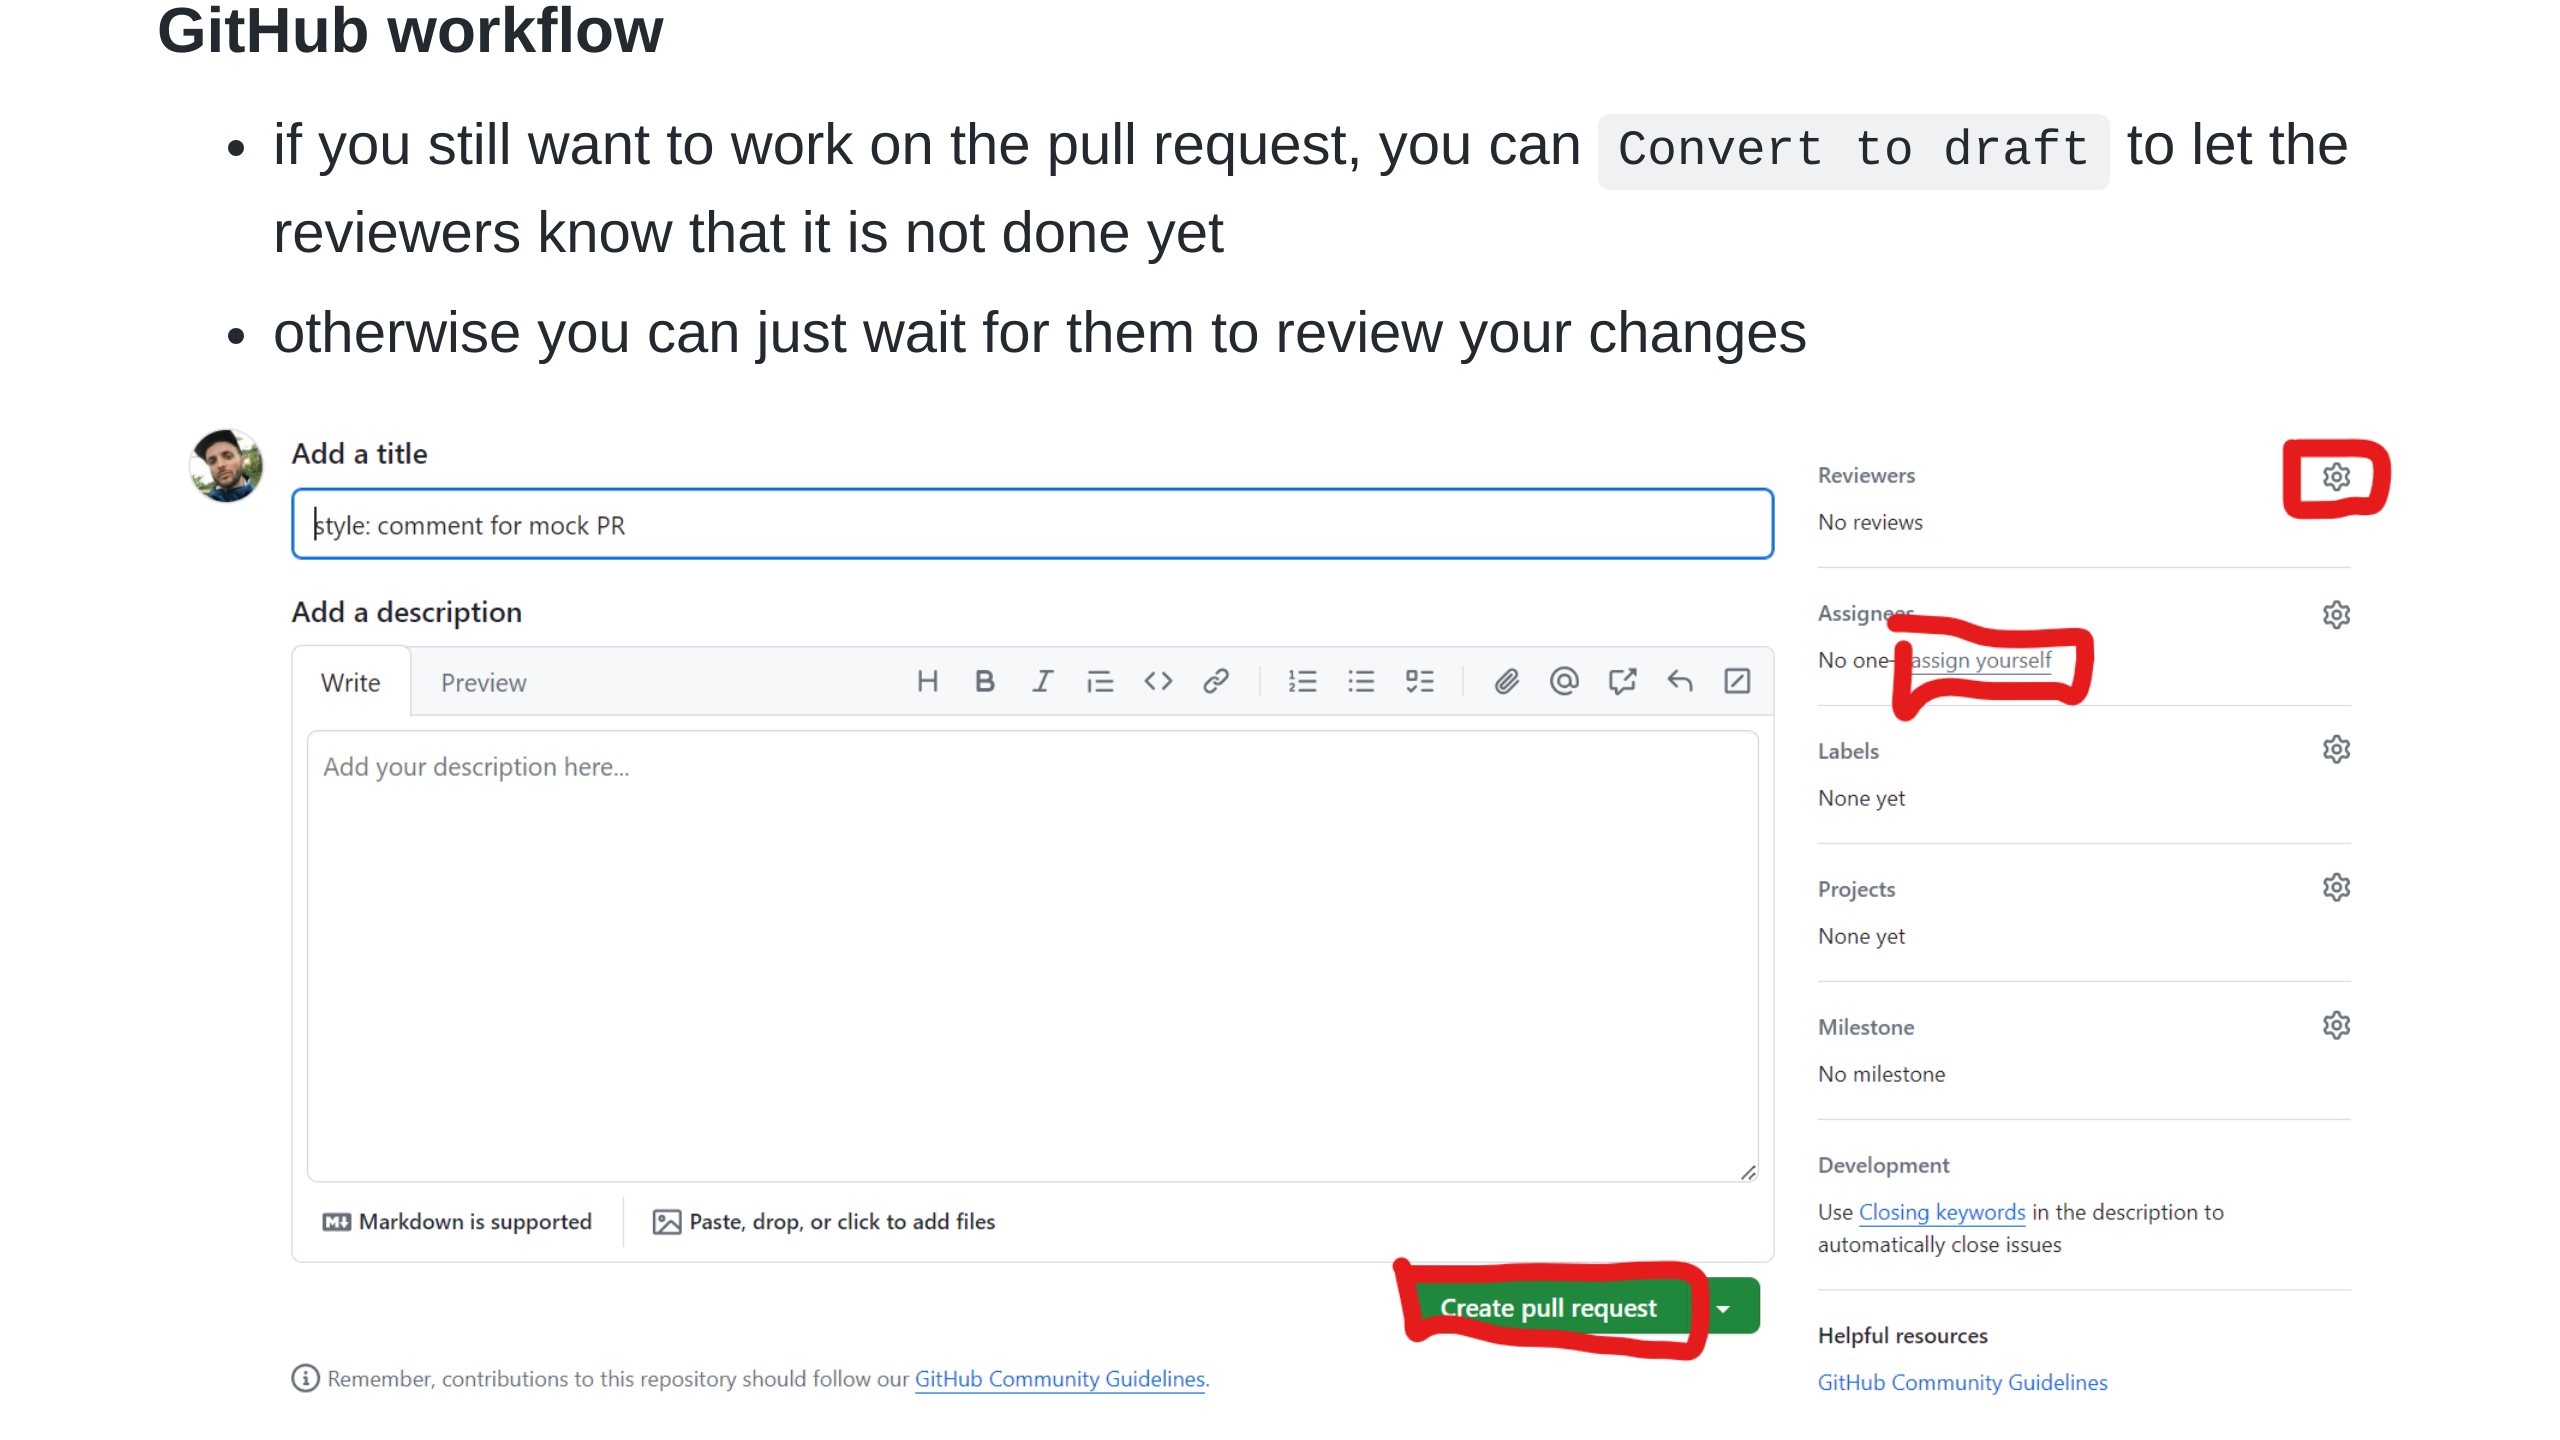 GitHub workflow
• if you still want to work on the pull request, you can Convert to draft to let the
reviewers know that it is not done yet
• otherwise you can just wait for them to review your changes
Add a title
style: comment for mock PR
Add a description
Write Preview
Add your description here...
Markdown is supported
Paste, drop, or click to add files
Create pull request
Remember, contributions to this repository should follow our GitHub Community Guidelines.
Reviewers
No reviews
Assignees
No one—assign yourself
Labels
None yet
Projects
None yet
Milestone
No milestone
Development
Use Closing keywords in the description to
automatically close issues
Helpful resources
GitHub Community Guidelines